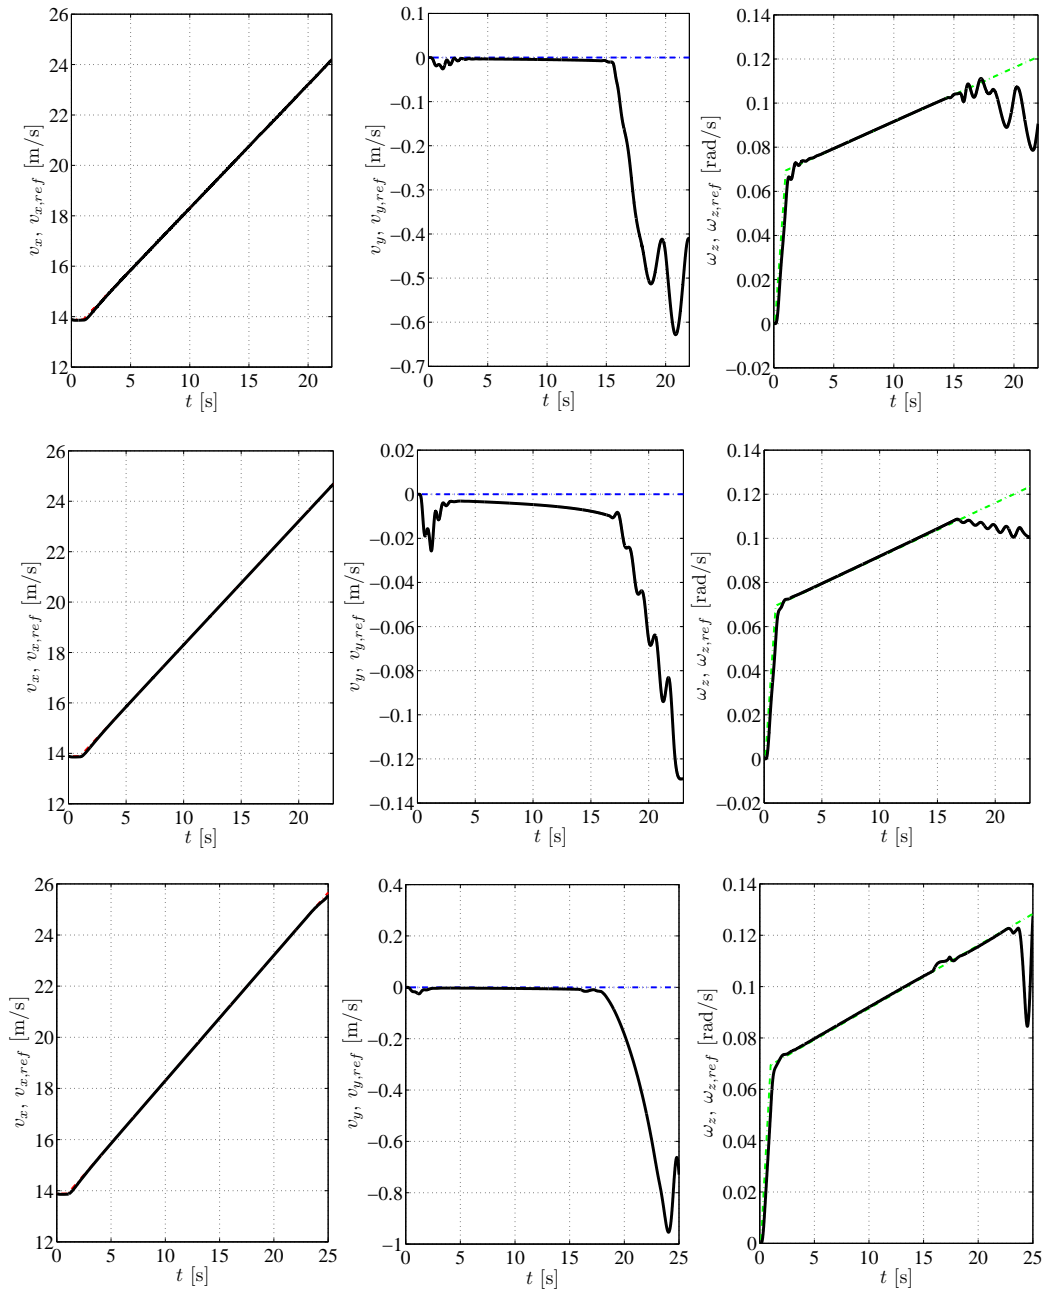 26
24
22
20
18
16
14
12
0 5 10 15 20
t [s]
v_x, v_{x,ref} [m/s]
0.1
0
−0.1
−0.2
−0.3
−0.4
−0.5
−0.6
−0.7
0 5 10 15 20
t [s]
v_y, v_{y,ref} [m/s]
0.14
0.12
0.1
0.08
0.06
0.04
0.02
0
−0.02
0 5 10 15 20
t [s]
ω_z, ω_{z,ref} [rad/s]
26
24
22
20
18
16
14
12
0 5 10 15 20
t [s]
v_x, v_{x,ref} [m/s]
0.02
0
−0.02
−0.04
−0.06
−0.08
−0.1
−0.12
−0.14
0 5 10 15 20
t [s]
v_y, v_{y,ref} [m/s]
0.14
0.12
0.1
0.08
0.06
0.04
0.02
0
−0.02
0 5 10 15 20
t [s]
ω_z, ω_{z,ref} [rad/s]
26
24
22
20
18
16
14
12
0 5 10 15 20 25
t [s]
v_x, v_{x,ref} [m/s]
0.4
0.2
0
−0.2
−0.4
−0.6
−0.8
−1
0 5 10 15 20 25
t [s]
v_y, v_{y,ref} [m/s]
0.14
0.12
0.1
0.08
0.06
0.04
0.02
0
0 5 10 15 20 25
t [s]
ω_z, ω_{z,ref} [rad/s]